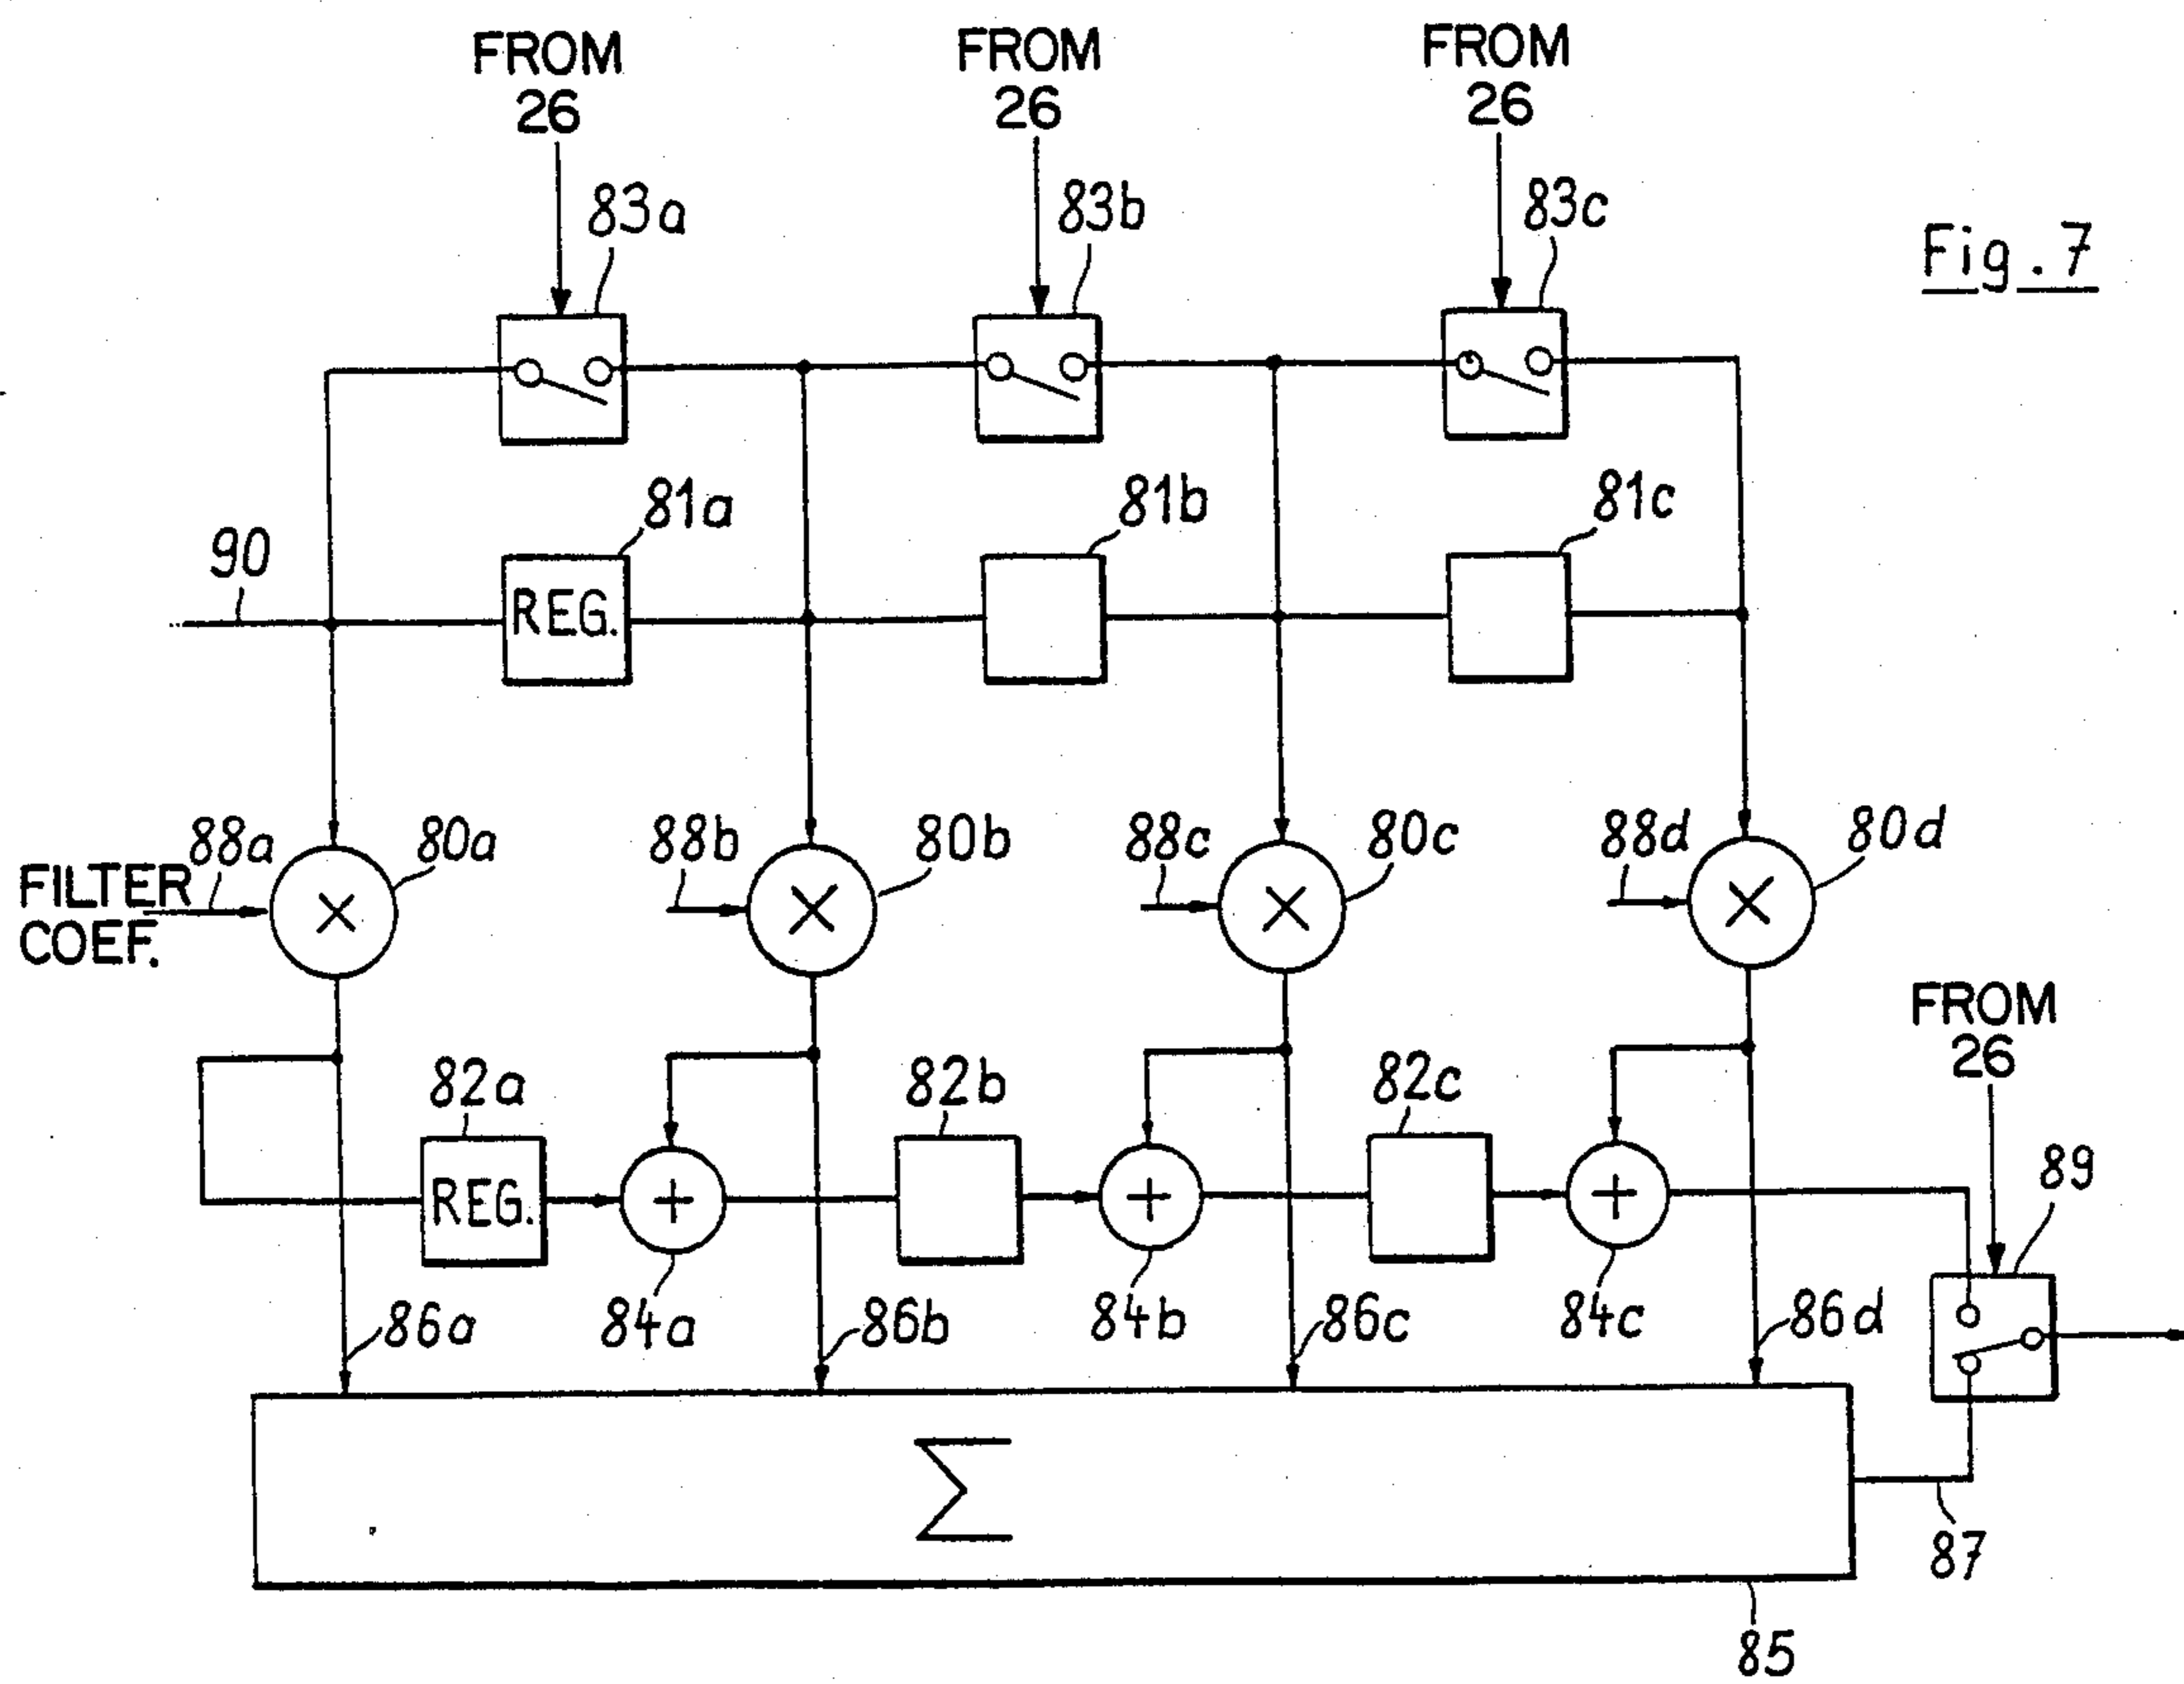 FROM
26
FROM
26
FROM
26
83a
83b
83c
Fig. 7
81a
81b
81c
90
REG.
88a
80a
88b
80b
88c
80c
88d
80d
FILTER
COEF.
FROM
26
82a
82b
82c
89
REG.
86a
84a
86b
84b
86c
84c
86d
87
85